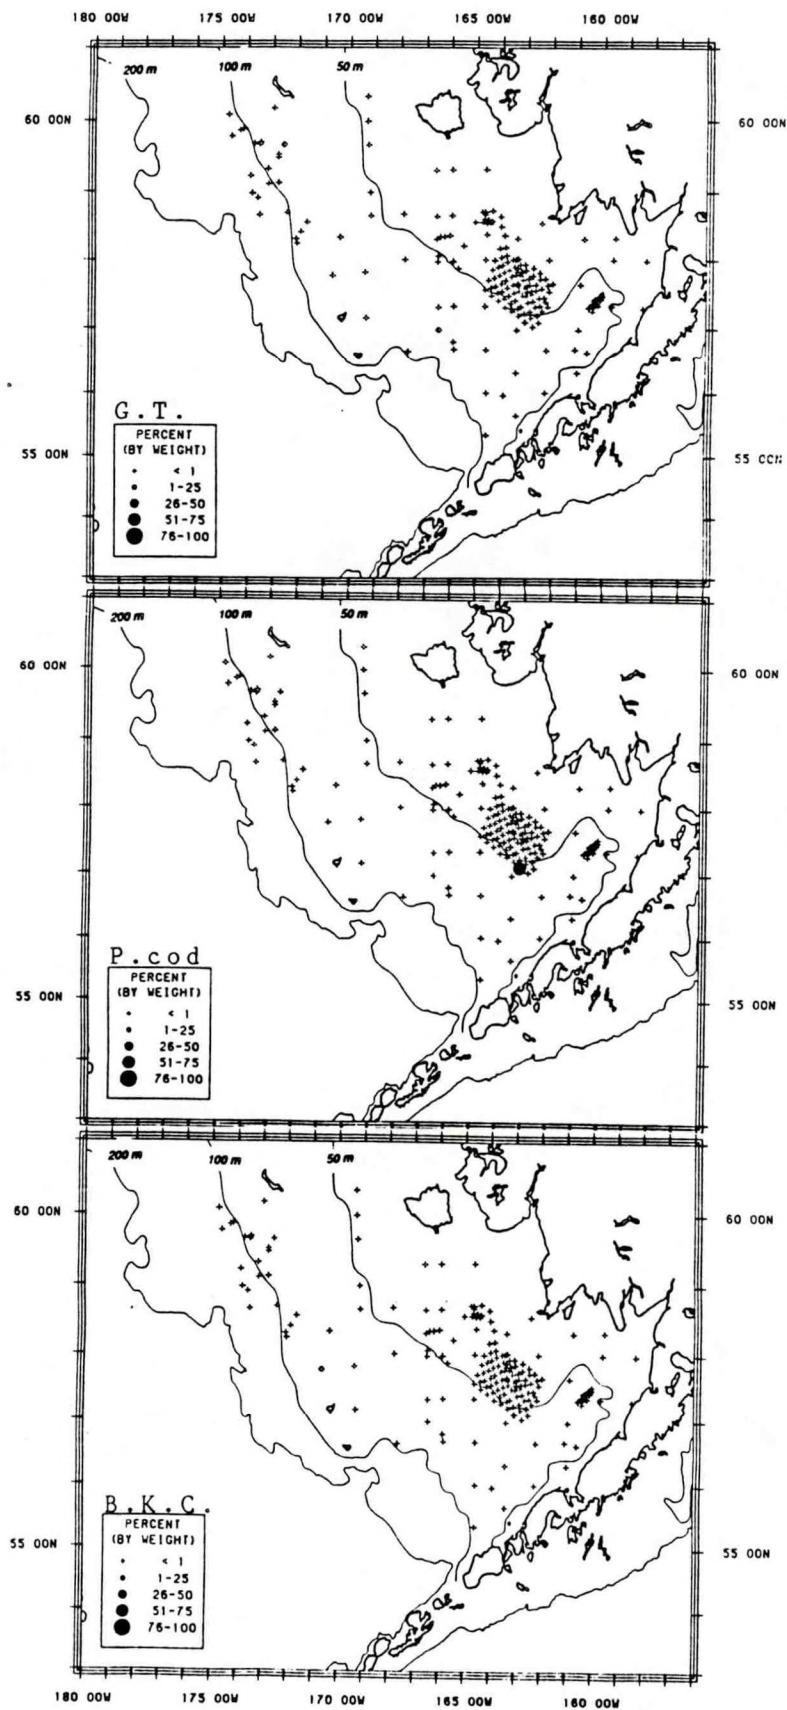 180 00W 175 00W 170 00W 165 00W 160 00W
200 m 100 m 50 m
60 00N 60 00N
G.T.
PERCENT
(BY WEIGHT)
< 1
1-25
26-50
51-75
76-100
55 00N 55
200 m 100 m 50 m
60 00N 60 00N
P.cod
PERCENT
(BY WEIGHT)
< 1
1-25
26-50
51-75
76-100
55 00N 55 00N
200 m 100 m 50 m
60 00N 60 00N
B.K.C.
PERCENT
(BY WEIGHT)
< 1
1-25
26-50
51-75
76-100
55 00N 55 00N
180 00W 175 00W 170 00W 165 00W 160 00W